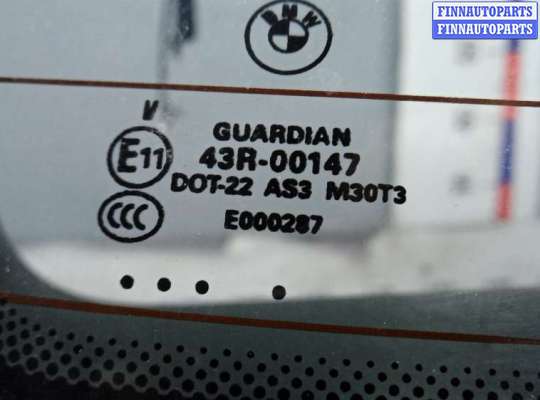 FINNAUTOPARTS
FINNAUTOPARTS
BMW
V
GUARDIAN
E11 43R-00147
DOT-22 AS3 M30T3
CCC E000287